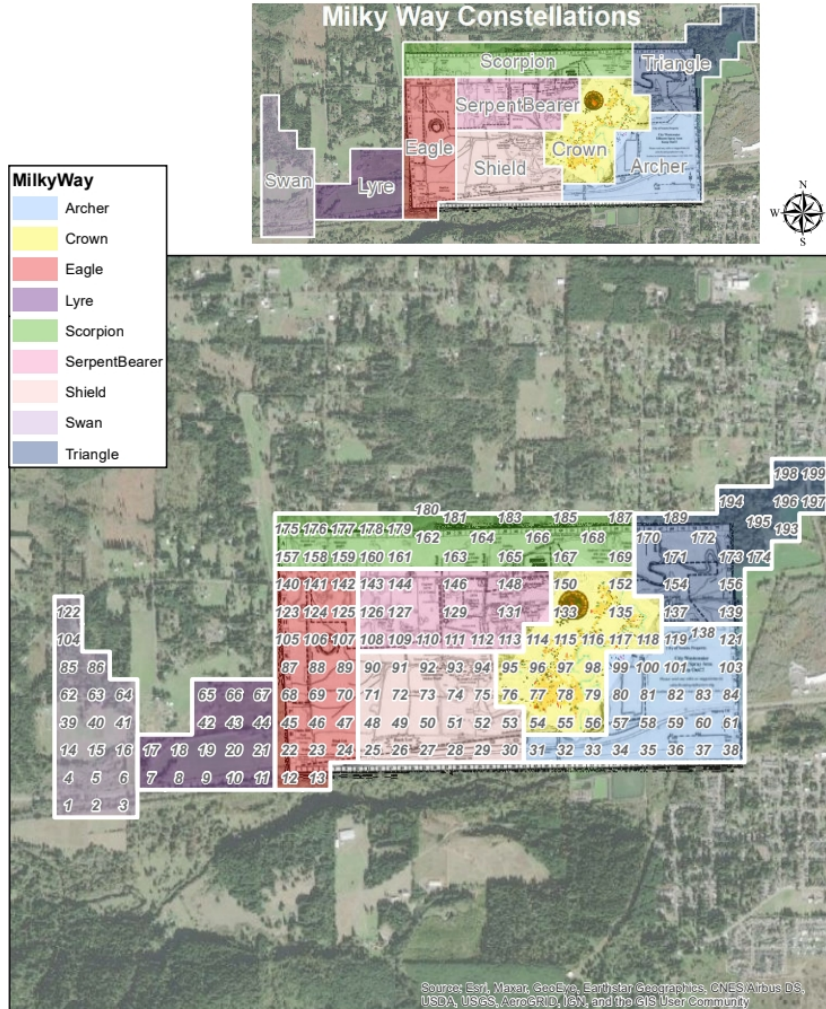 Milky Way Constellations
Scorpion
Triangle
SerpentBearer
Eagle
Crown
Shield
Archer
Swan
Lyre
N
W E
S
MilkyWay
Archer
Crown
Eagle
Lyre
Scorpion
SerpentBearer
Shield
Swan
Triangle
198 199
194 196 197
180 181 183 185 187 189 195 193
175 176 177 178 179 162 164 166 168 170 172
157 158 159 160 161 163 165 167 169 171 173 174
140 141 142 143 144 146 148 150 152 154 156
122 123 124 125 126 127 129 131 133 135 137 139
104 105 106 107 108 109 110 111 112 113 114 115 116 117 118 119 138 121
85 86 87 88 89 90 91 92 93 94 95 96 97 98 99 100 101 103
62 63 64 65 66 67 68 69 70 71 72 73 74 75 76 77 78 79 80 81 82 83 84
39 40 41 42 43 44 45 46 47 48 49 50 51 52 53 54 55 56 57 58 59 60 61
14 15 16 17 18 19 20 21 22 23 24 25 26 27 28 29 30 31 32 33 34 35 36 37 38
4 5 6 7 8 9 10 11 12 13
1 2 3
Source: Esri, Maxar, GeoEye, Earthstar Geographics, CNES/Airbus DS,
USDA, USGS, AeroGRID, IGN, and the GIS User Community